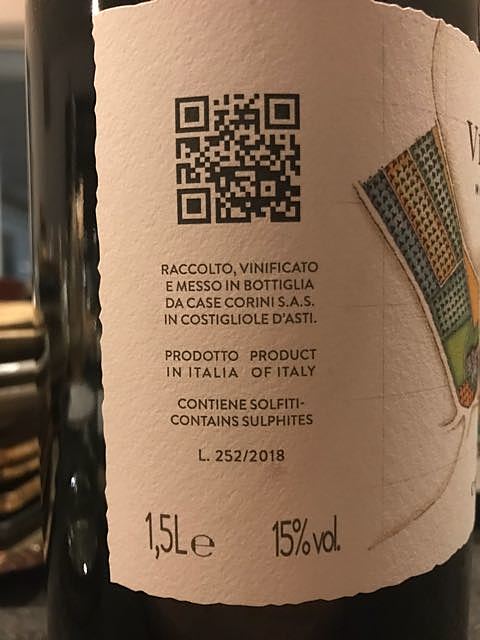 RACCOLTO, VINIFICATO
E MESSO IN BOTTIGLIA
DA CASE CORINI S.A.S.
IN COSTIGLIOLE D'ASTI.
PRODOTTO PRODUCT
IN ITALIA OF ITALY
CONTIENE SOLFITI-
CONTAINS SULPHITES
L. 252/2018
1,5L e 15% vol.